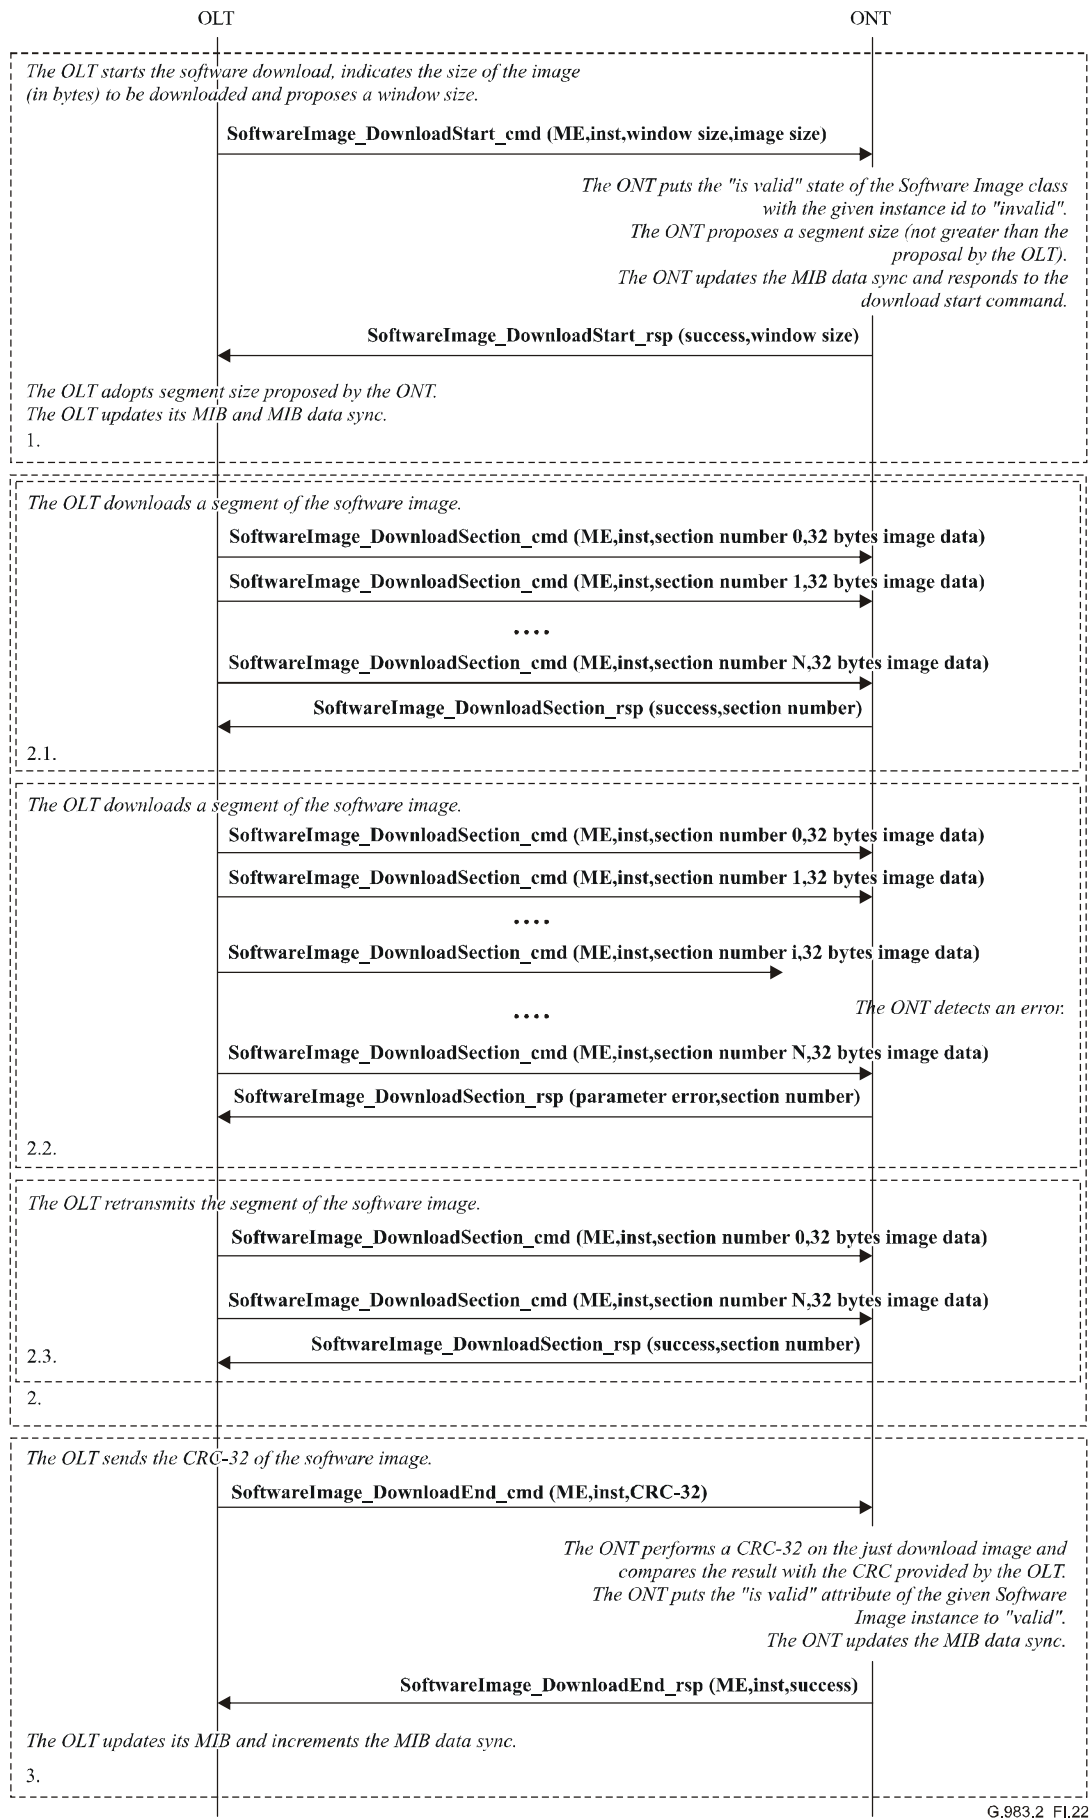 OLT
ONT
The OLT starts the software download, indicates the size of the image
(in bytes) to be downloaded and proposes a window size.
SoftwareImage_DownloadStart_cmd (ME,inst,window size,image size)
The ONT puts the "is valid" state of the Software Image class
with the given instance id to "invalid".
The ONT proposes a segment size (not greater than the
proposal by the OLT).
The ONT updates the MIB data sync and responds to the
download start command.
SoftwareImage_DownloadStart_rsp (success,window size)
The OLT adopts segment size proposed by the ONT.
The OLT updates its MIB and MIB data sync.
1.
The OLT downloads a segment of the software image.
SoftwareImage_DownloadSection_cmd (ME,inst,section number 0,32 bytes image data)
SoftwareImage_DownloadSection_cmd (ME,inst,section number 1,32 bytes image data)
....
SoftwareImage_DownloadSection_cmd (ME,inst,section number N,32 bytes image data)
SoftwareImage_DownloadSection_rsp (success,section number)
2.1.
The OLT downloads a segment of the software image.
SoftwareImage_DownloadSection_cmd (ME,inst,section number 0,32 bytes image data)
SoftwareImage_DownloadSection_cmd (ME,inst,section number 1,32 bytes image data)
....
SoftwareImage_DownloadSection_cmd (ME,inst,section number i,32 bytes image data)
The ONT detects an error.
....
SoftwareImage_DownloadSection_cmd (ME,inst,section number N,32 bytes image data)
SoftwareImage_DownloadSection_rsp (parameter error,section number)
2.2.
The OLT retransmits the segment of the software image.
SoftwareImage_DownloadSection_cmd (ME,inst,section number 0,32 bytes image data)
SoftwareImage_DownloadSection_cmd (ME,inst,section number N,32 bytes image data)
SoftwareImage_DownloadSection_rsp (success,section number)
2.3.
2.
The OLT sends the CRC-32 of the software image.
SoftwareImage_DownloadEnd_cmd (ME,inst,CRC-32)
The ONT performs a CRC-32 on the just download image and
compares the result with the CRC provided by the OLT.
The ONT puts the "is valid" attribute of the given Software
Image instance to "valid".
The ONT updates the MIB data sync.
SoftwareImage_DownloadEnd_rsp (ME,inst,success)
The OLT updates its MIB and increments the MIB data sync.
3.
G.983.2_FI.22